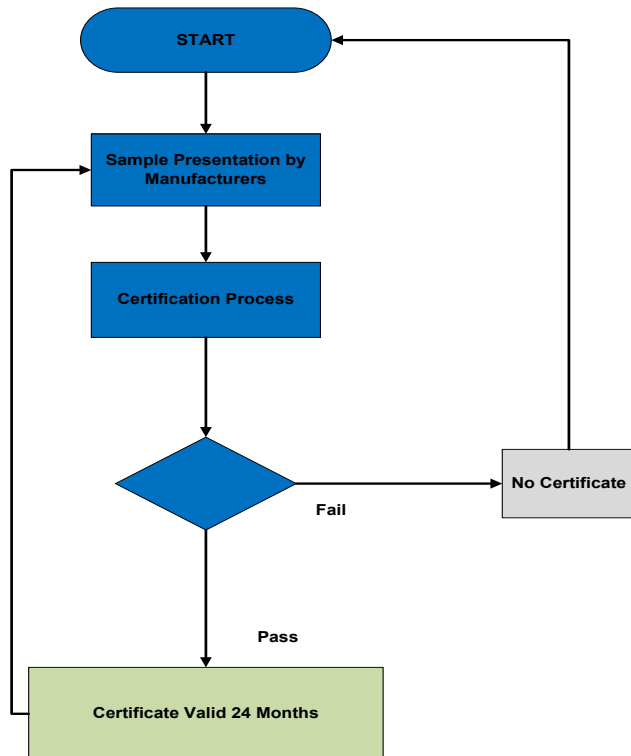 START
Sample Presentation by
Manufacturers
Certification Process
No Certificate
Fail
Pass
Certificate Valid 24 Months